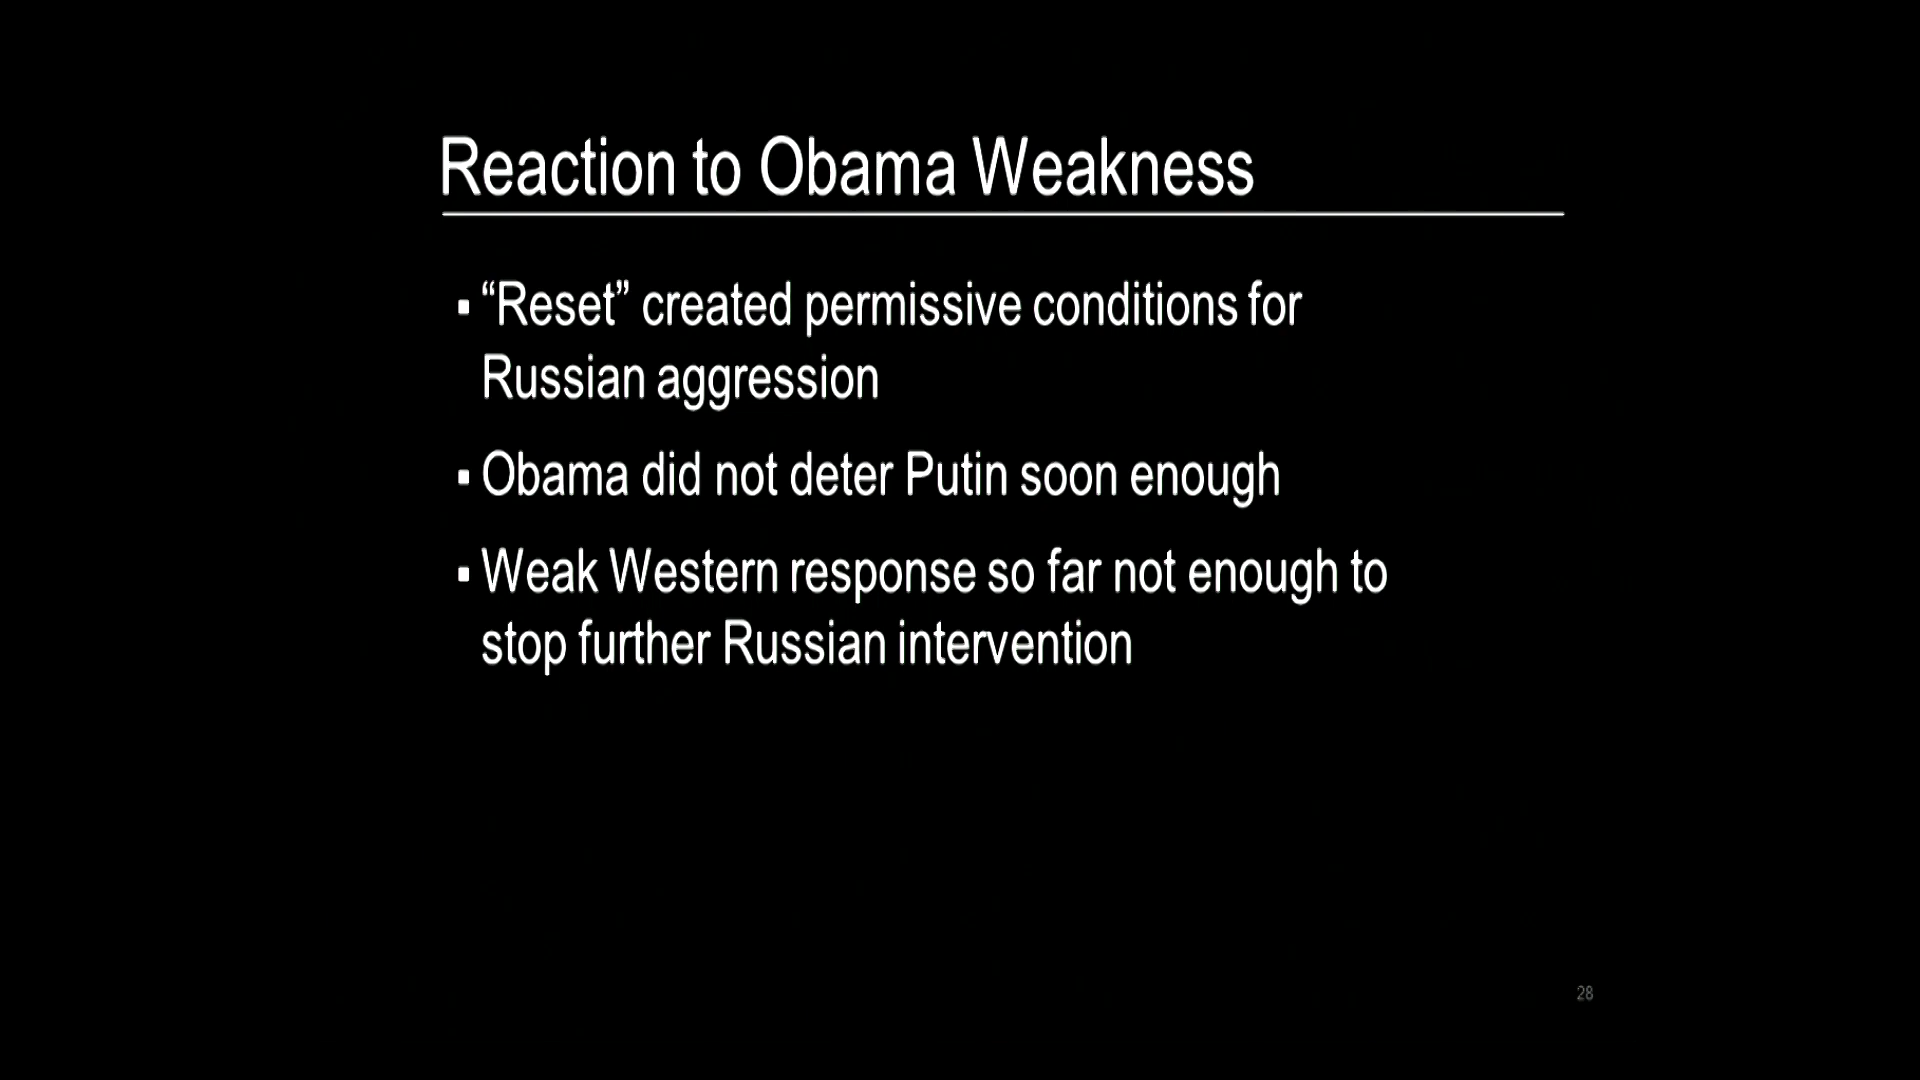 Reaction to Obama Weakness
▪ “Reset” created permissive conditions for
Russian aggression
▪ Obama did not deter Putin soon enough
▪ Weak Western response so far not enough to
stop further Russian intervention
28